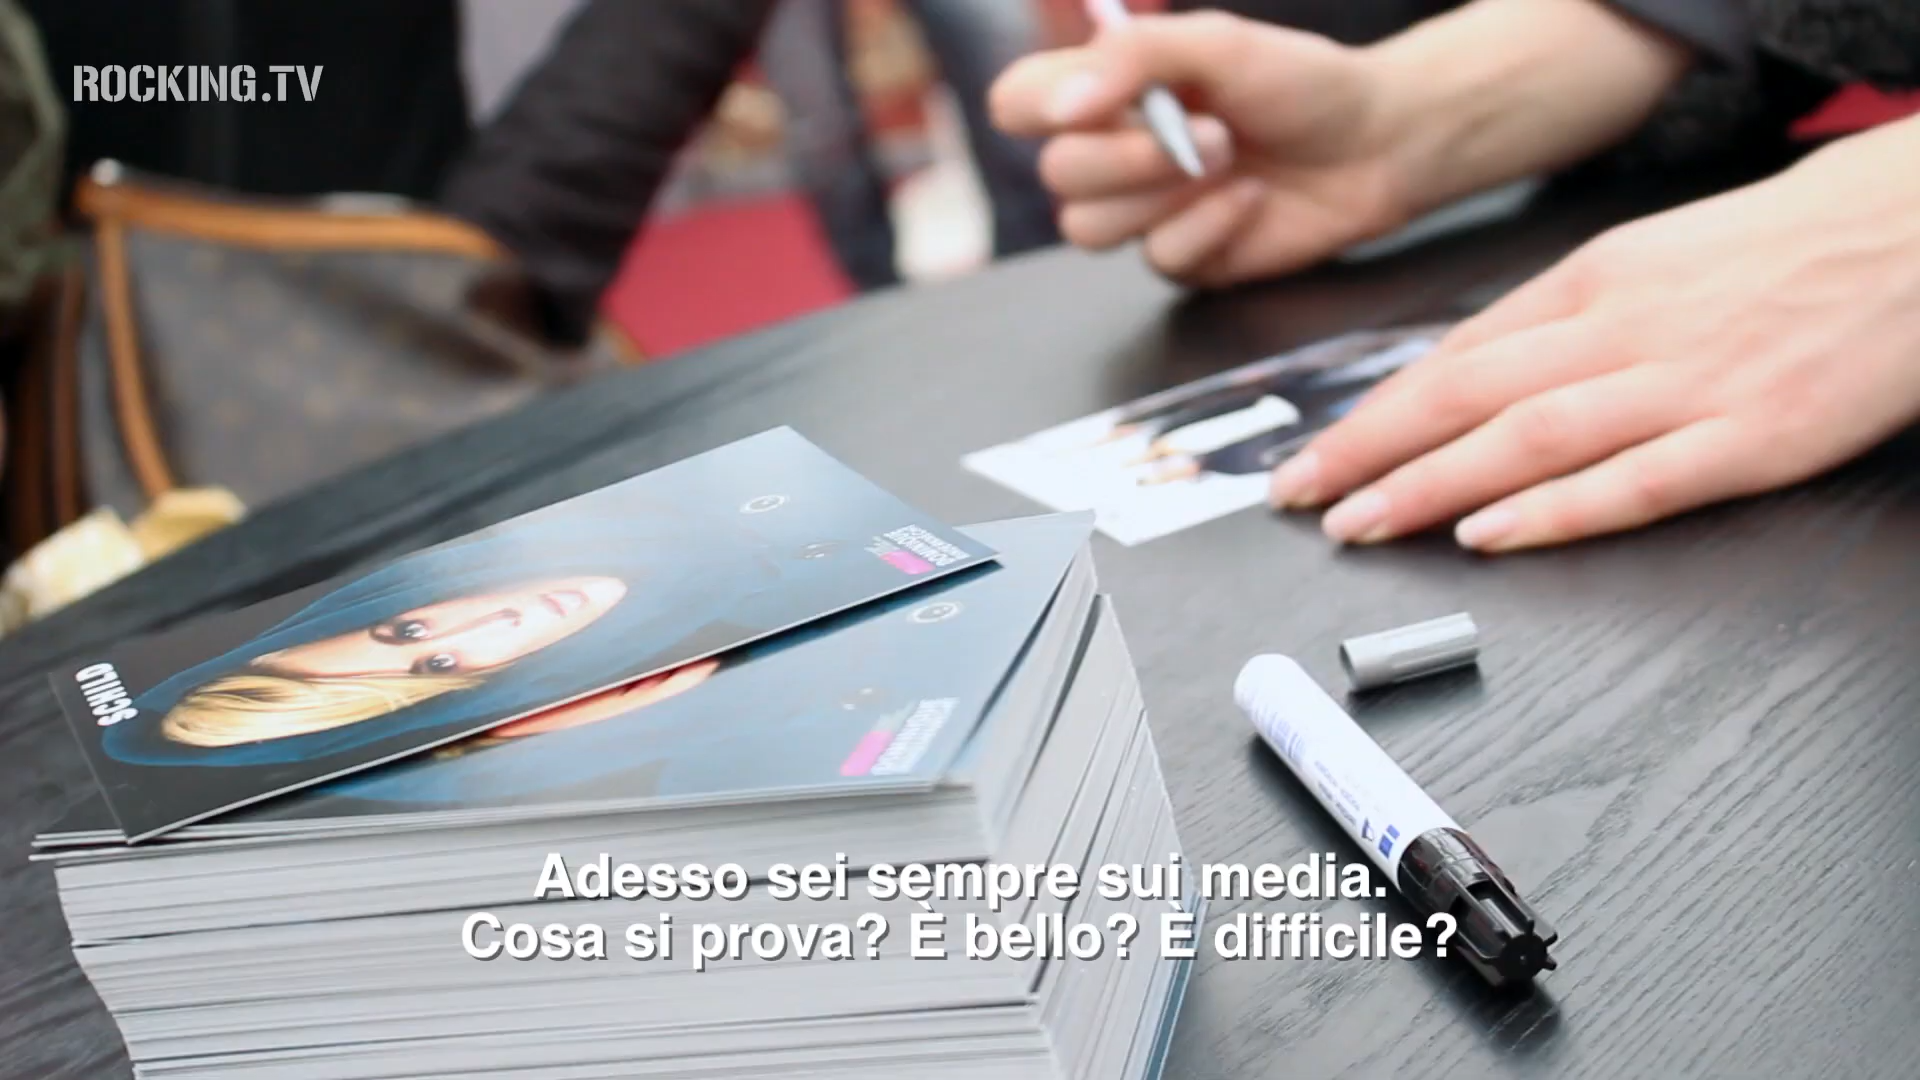 ROCKING.TV
SCHILD
Adesso sei sempre sui media.
Cosa si prova? È bello? È difficile?